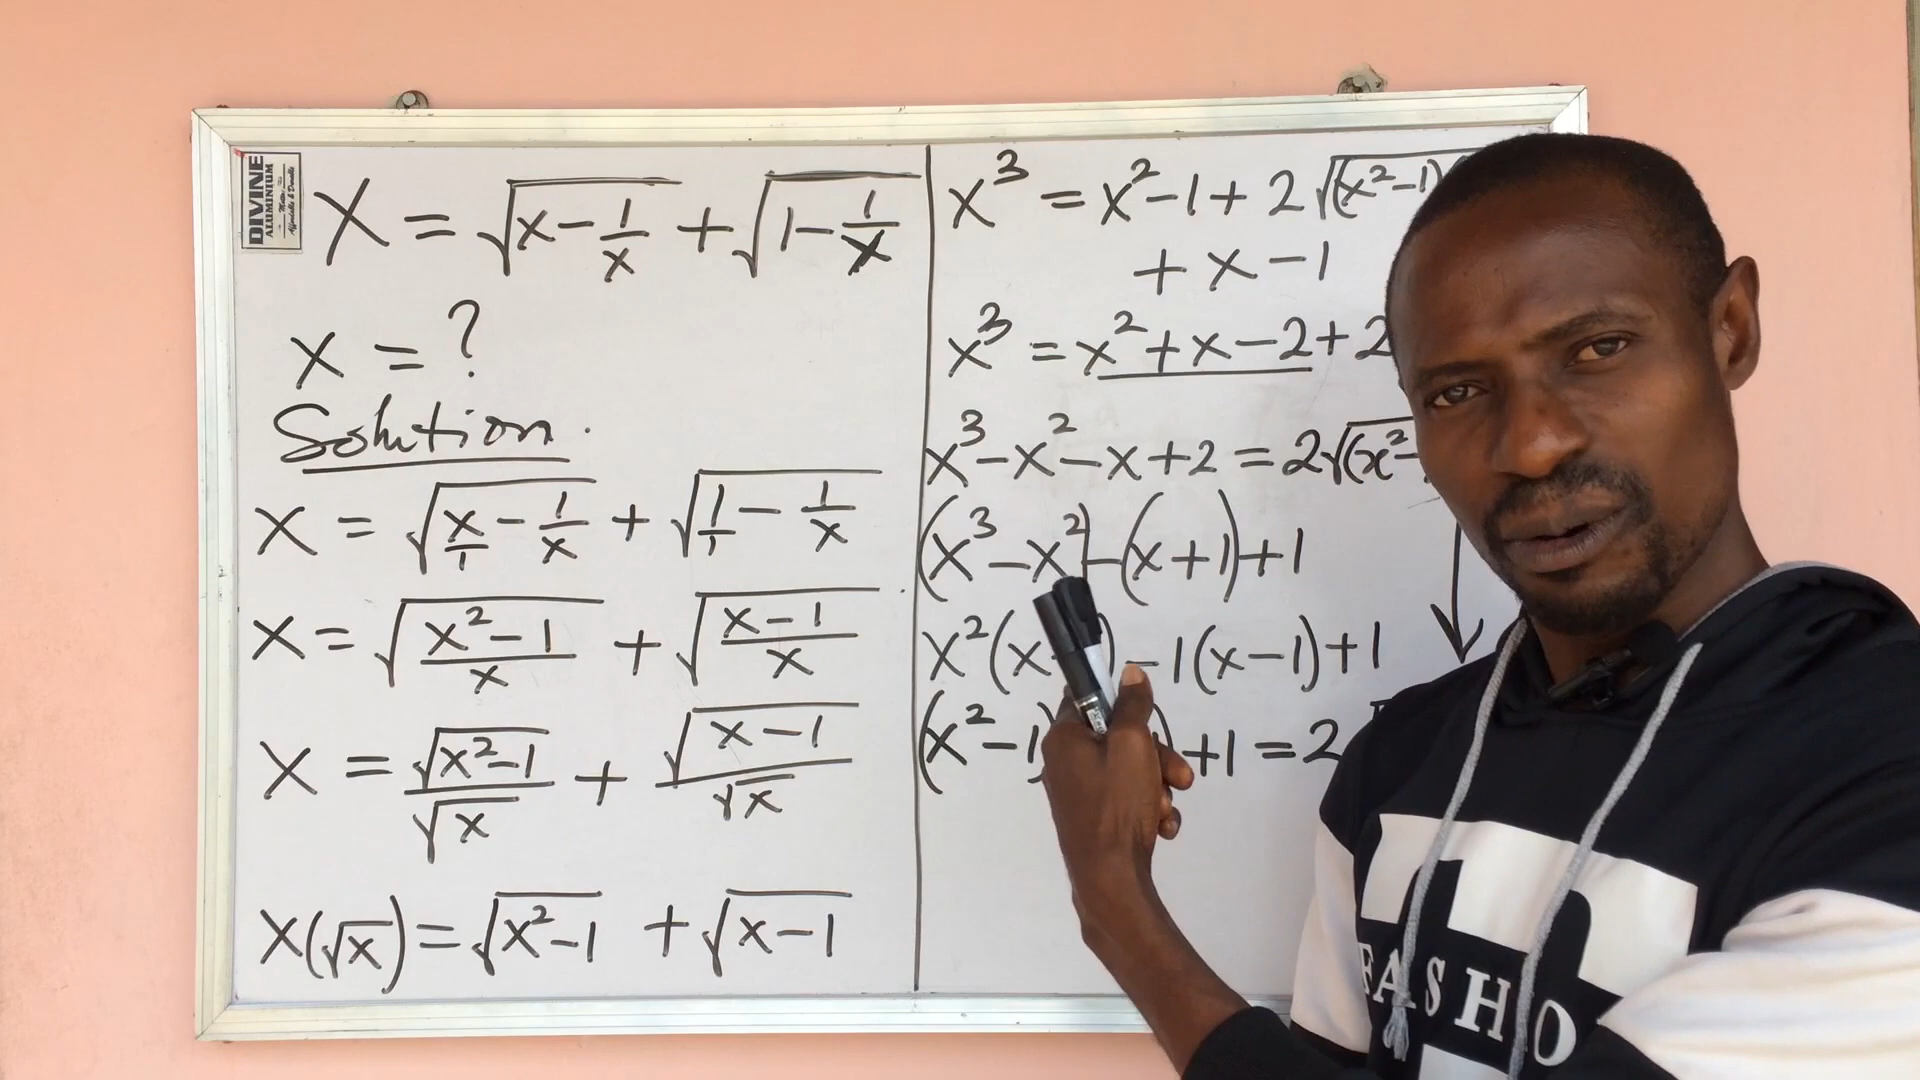 DIVINE
ALUMINIUM
x = √(x - 1/x) + √(1 - 1/x)
x = ?
Solution.
x = √(x/1 - 1/x) + √(1/1 - 1/x)
x = √((x² - 1)/x) + √((x - 1)/x)
x = √(x² - 1)/√x + √(x - 1)/√x
x(√x) = √(x² - 1) + √(x - 1)
x³ = x² - 1 + 2√(x² - 1)
+ x - 1
x³ = x² + x - 2 + 2
x³ - x² - x + 2 = 2√(x² -
(x³ - x²) - (x + 1) + 1
x²(x - ) - 1(x - 1) + 1
(x² - 1) + 1 = 2
FASHIO